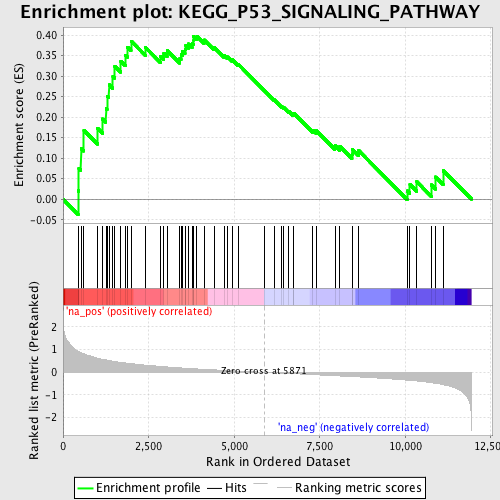 Enrichment plot: KEGG_P53_SIGNALING_PATHWAY
Enrichment score (ES)
0.40
0.35
0.30
0.25
0.20
0.15
0.10
0.05
0.00
-0.05
'na_pos' (positively correlated)
Ranked list metric (PreRanked)
2
1
0
-1
-2
Zero cross at 5871
'na_neg' (negatively correlated)
0
2,500
5,000
7,500
10,000
12,500
Rank in Ordered Dataset
Enrichment profile
Hits
Ranking metric scores